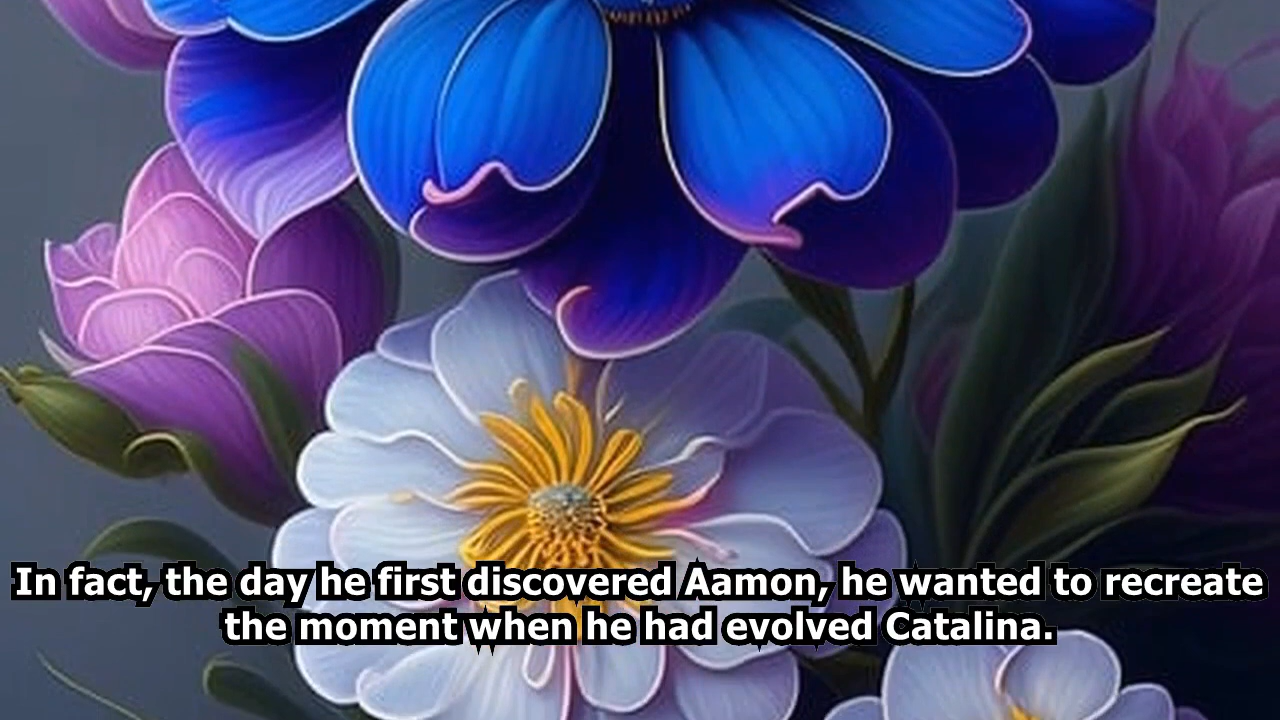 In fact, the day he first discovered Aamon, he wanted to recreate
the moment when he had evolved Catalina.